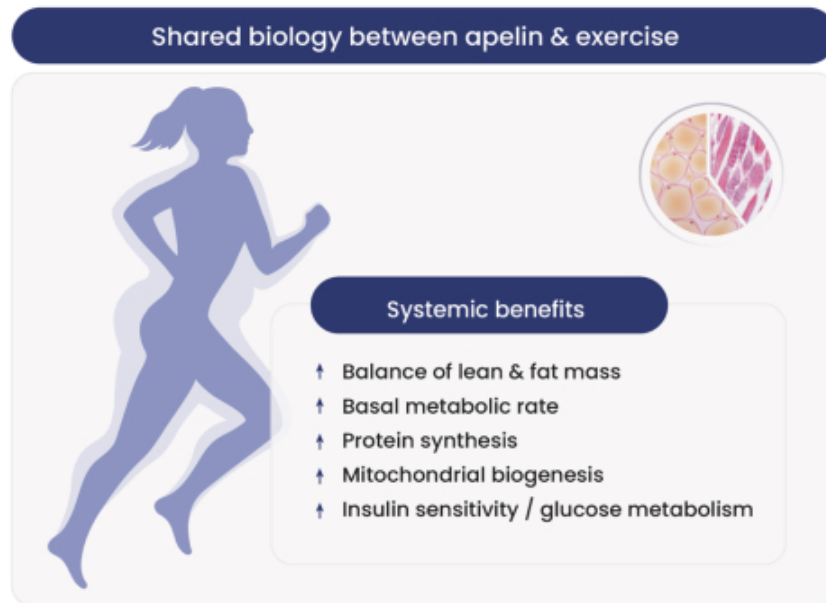 Shared biology between apelin & exercise
Systemic benefits
↑ Balance of lean & fat mass
↑ Basal metabolic rate
↑ Protein synthesis
↑ Mitochondrial biogenesis
↑ Insulin sensitivity / glucose metabolism